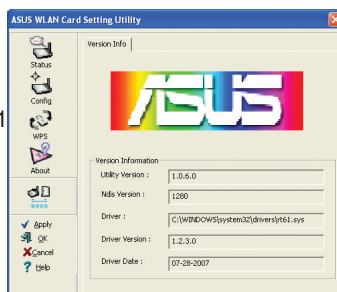 ASUS WLAN Card Setting Utility
Status
Config
WPS
About
Apply
OK
Cancel
Help
Version Info
ASUS
Version Information
Utility Version : 1.0.6.0
Ndis Version : 1280
Driver : C:\WINDOWS\system32\drivers\rt61.sys
Driver Version : 1.2.3.0
Driver Date : 07-28-2007
1